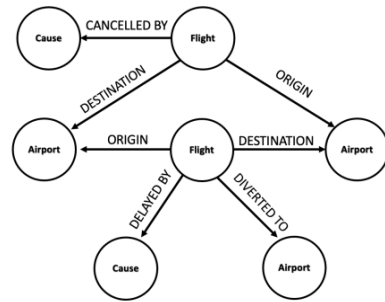 CANCELLED BY
Cause
Flight
DESTINATION
ORIGIN
Airport
ORIGIN
Flight
DESTINATION
Airport
DELAYED BY
DIVERTED TO
Cause
Airport